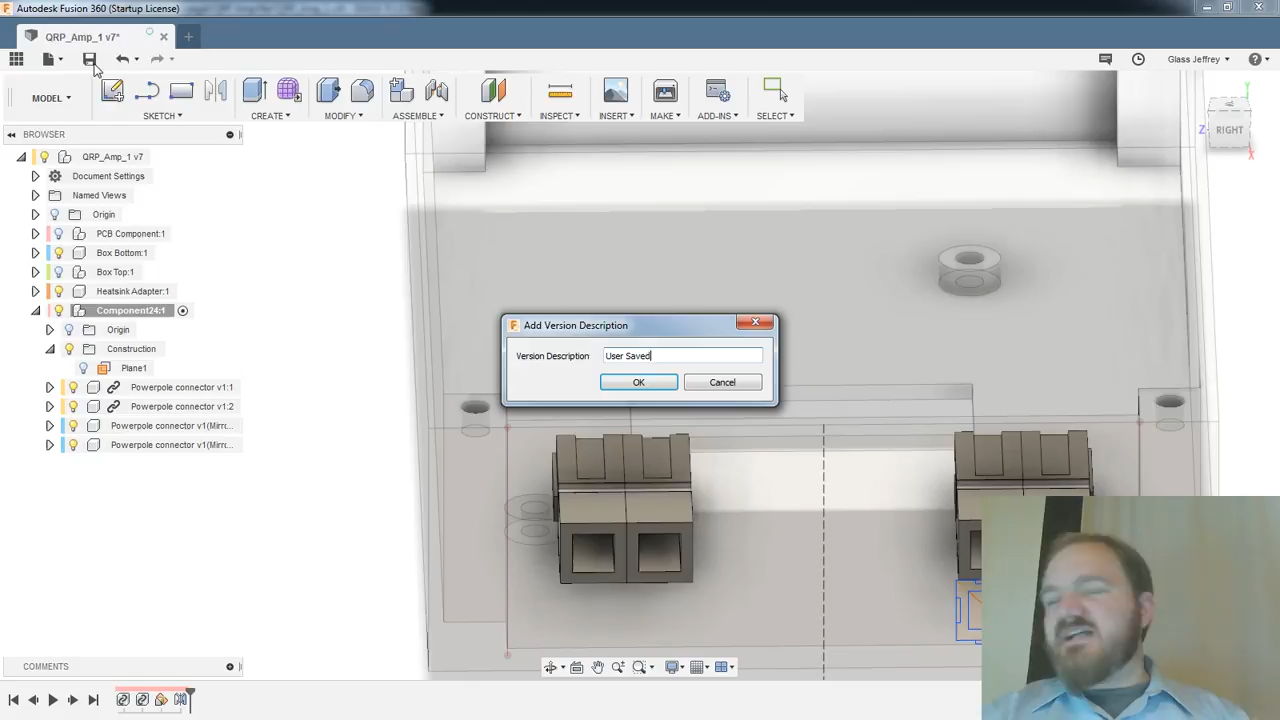 Autodesk Fusion 360 (Startup License)
QRP_Amp_1 v7*
Glass Jeffrey
MODEL
SKETCH
CREATE
MODIFY
ASSEMBLE
CONSTRUCT
INSPECT
INSERT
MAKE
ADD-INS
SELECT
BROWSER
QRP_Amp_1 v7
Document Settings
Named Views
Origin
PCB Component:1
Box Bottom:1
Box Top:1
Heatsink Adapter:1
Component24:1
Origin
Construction
Plane1
Powerpole connector v1:1
Powerpole connector v1:2
Powerpole connector v1(Mirr...
Powerpole connector v1(Mirr...
Y
Z
RIGHT
X
Add Version Description
Version Description
User Saved
OK
Cancel
COMMENTS